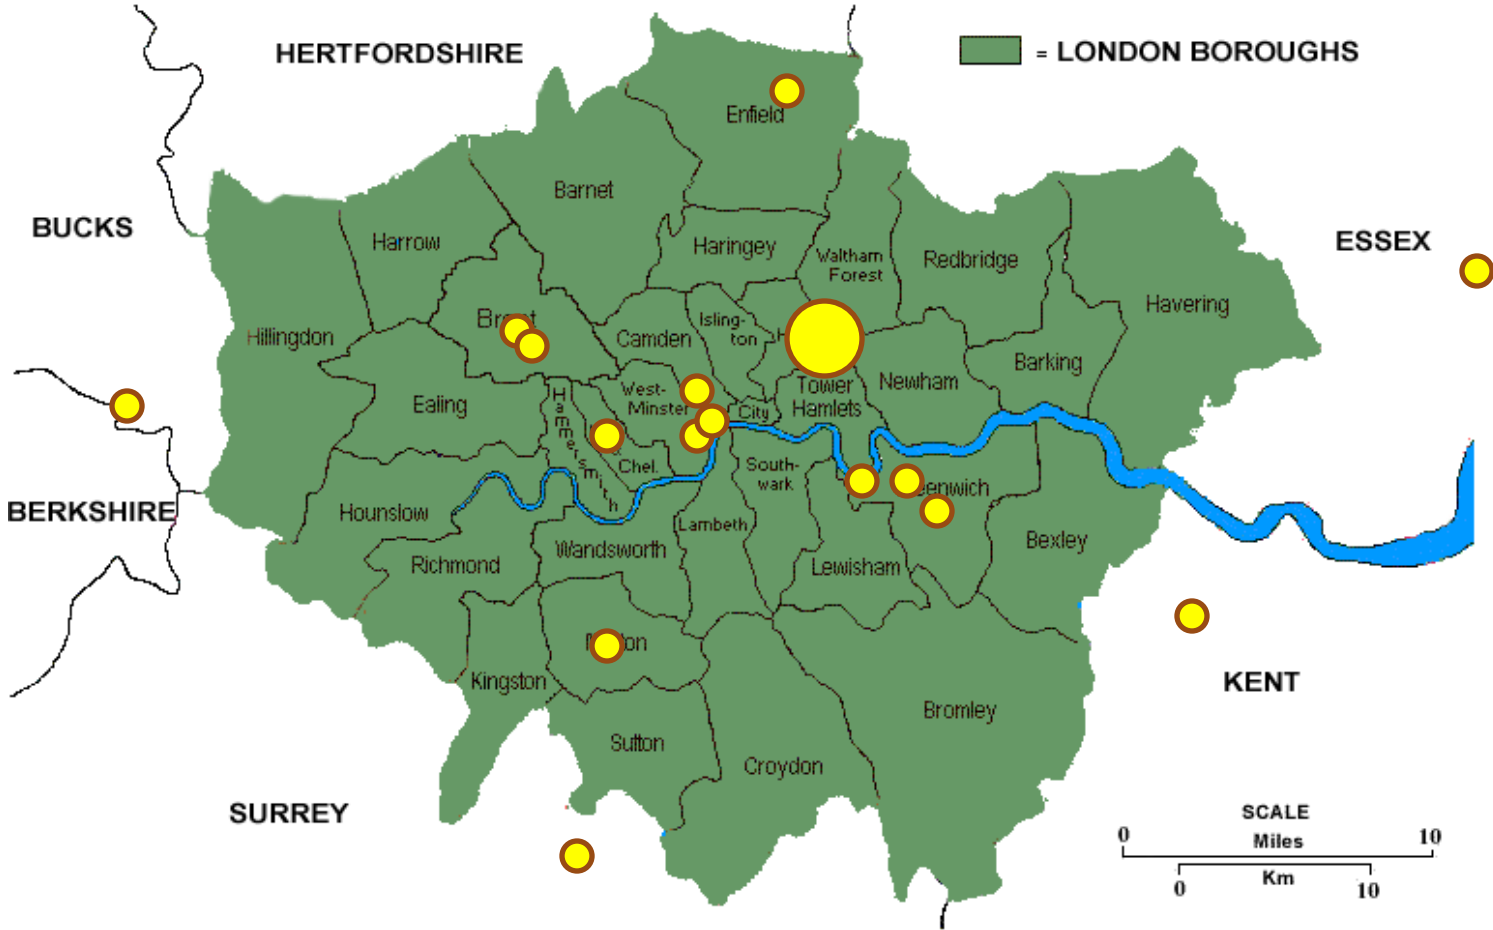 HERTFORDSHIRE
= LONDON BOROUGHS
Enfield
Barnet
BUCKS
Harrow
Haringey
Waltham
Forest
Redbridge
ESSEX
Havering
Hillingdon
Camden
Isling-
ton
Barking
Newham
Tower
Hamlets
West-
Minster
City
Ealing
Hammersmith
Chel.
South-
wark
BERKSHIRE
Hounslow
Lambeth
Wandsworth
Richmond
Lewisham
Bexley
Kingston
KENT
Bromley
Sutton
Croydon
SURREY
SCALE
0 Miles 10
0 Km 10